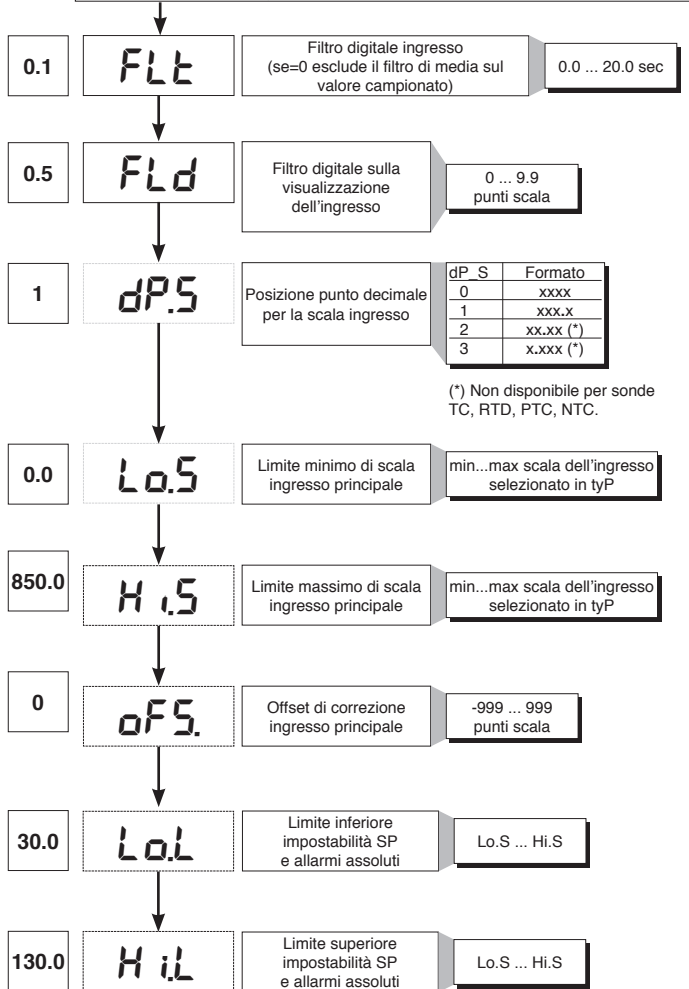 0.1
FLt
Filtro digitale ingresso
(se=0 esclude il filtro di media sul
valore campionato)
0.0 ... 20.0 sec
0.5
FLd
Filtro digitale sulla
visualizzazione
dell'ingresso
0 ... 9.9
punti scala
1
dP.S
Posizione punto decimale
per la scala ingresso
dP_S Formato
0 xxxx
1 xxx.x
2 xx.xx (*)
3 x.xxx (*)
(*) Non disponibile per sonde
TC, RTD, PTC, NTC.
0.0
Lo.S
Limite minimo di scala
ingresso principale
min...max scala dell'ingresso
selezionato in tyP
850.0
Hi.S
Limite massimo di scala
ingresso principale
min...max scala dell'ingresso
selezionato in tyP
0
oFS.
Offset di correzione
ingresso principale
-999 ... 999
punti scala
30.0
Lo.L
Limite inferiore
impostabilità SP
e allarmi assoluti
Lo.S ... Hi.S
130.0
Hi.L
Limite superiore
impostabilità SP
e allarmi assoluti
Lo.S ... Hi.S